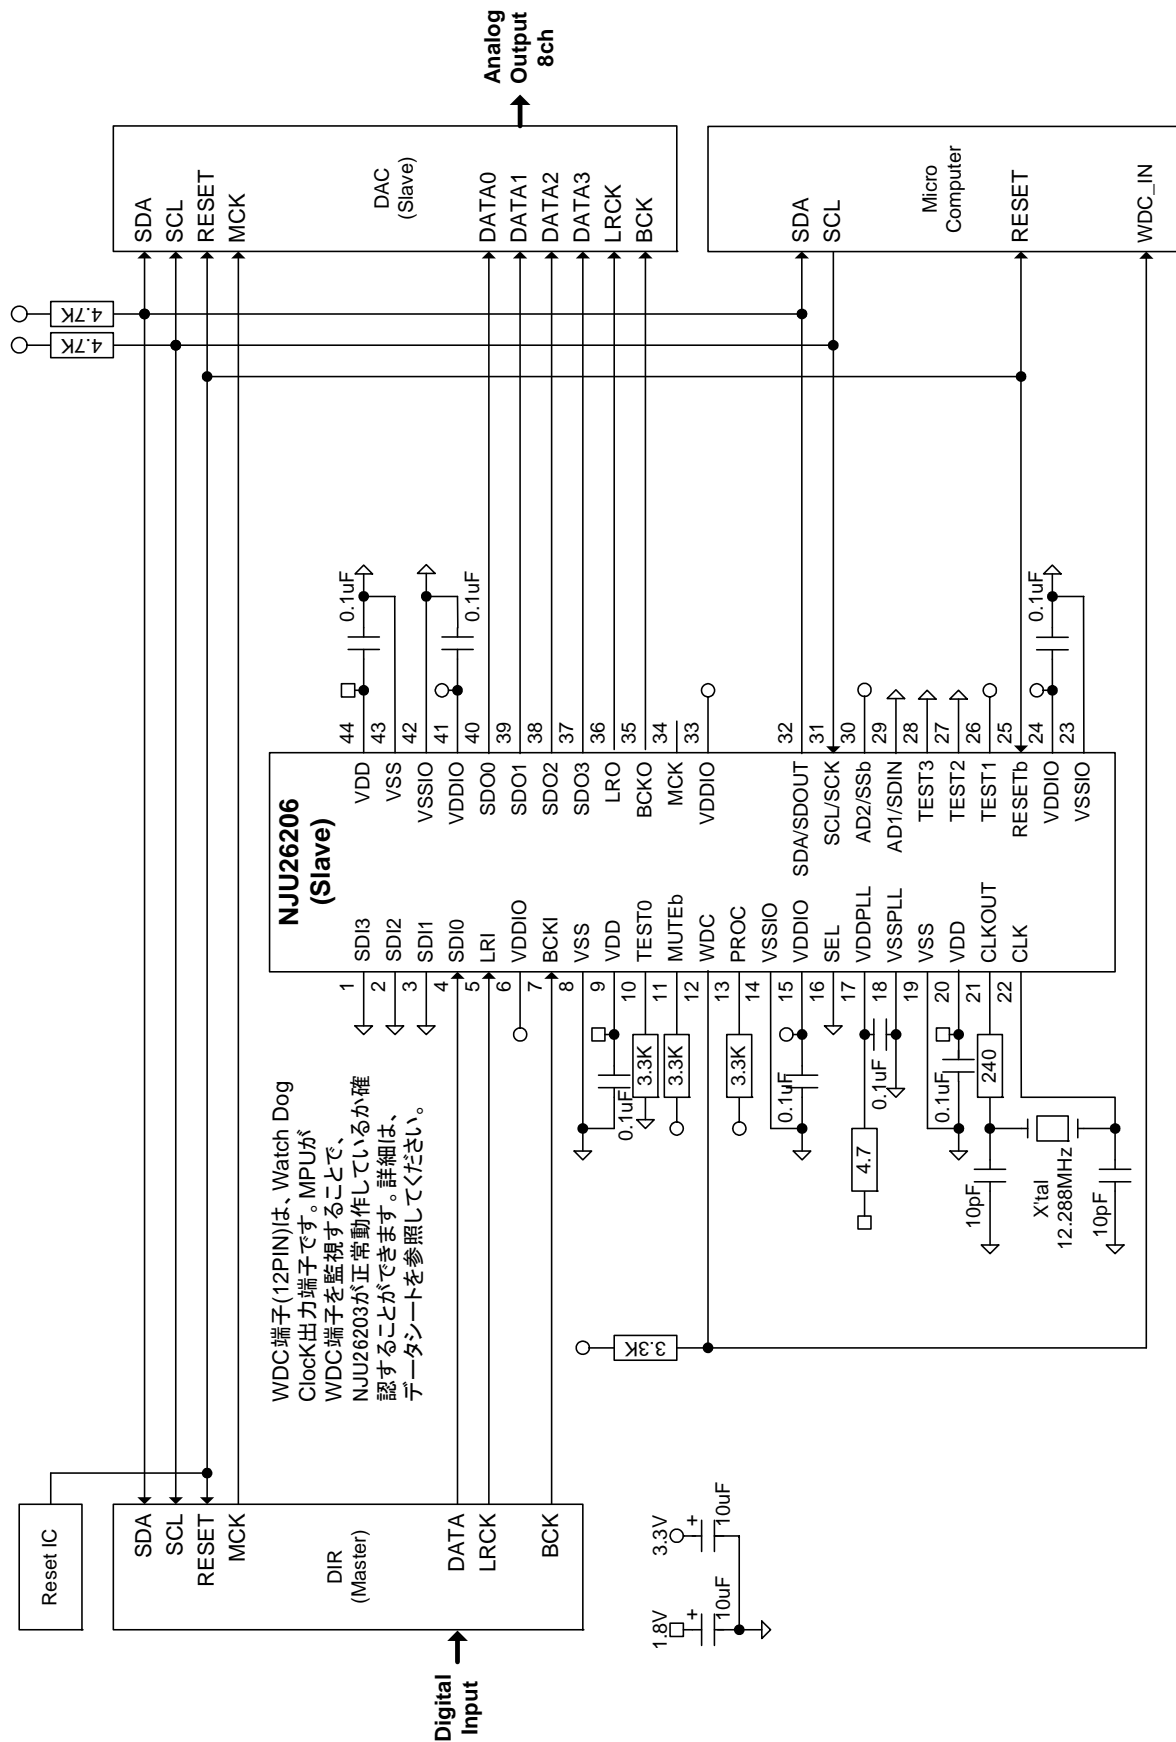 Reset IC
SDA
SCL
RESET
MCK
DIR
(Master)
DATA
LRCK
BCK
Digital
Input
1.8V
+
10uF
3.3V
+
10uF
WDC端子(12PIN)は、Watch Dog
ClocK出力端子です。MPUが
WDC端子を監視することで、
NJU26203が正常動作しているか確
認することができます。詳細は、
データシートを参照してください。
3.3K
NJU26206
(Slave)
1 SDI3
2 SDI2
3 SDI1
4 SDI0
5 LRI
6 VDDIO
7 BCKI
8 VSS
9 VDD
10 TEST0
11 MUTEb
12 WDC
13 PROC
14 VSSIO
15 VDDIO
16 SEL
17 VDDPLL
18 VSSPLL
19 VSS
20 VDD
21 CLKOUT
22 CLK
0.1uF
3.3K
3.3K
3.3K
0.1uF
4.7
0.1uF
0.1uF
240
10pF
X'tal
12.288MHz
10pF
VDD 44
VSS 43
VSSIO 42
VDDIO 41
SDO0 40
SDO1 39
SDO2 38
SDO3 37
LRO 36
BCKO 35
MCK 34
VDDIO 33
SDA/SDOUT 32
SCL/SCK 31
AD2/SSb 30
AD1/SDIN 29
TEST3 28
TEST2 27
TEST1 26
RESETb 25
VDDIO 24
VSSIO 23
0.1uF
0.1uF
0.1uF
4.7K
4.7K
SDA
SCL
RESET
MCK
DAC
(Slave)
DATA0
DATA1
DATA2
DATA3
LRCK
BCK
Analog
Output
8ch
SDA
SCL
Micro
Computer
RESET
WDC_IN